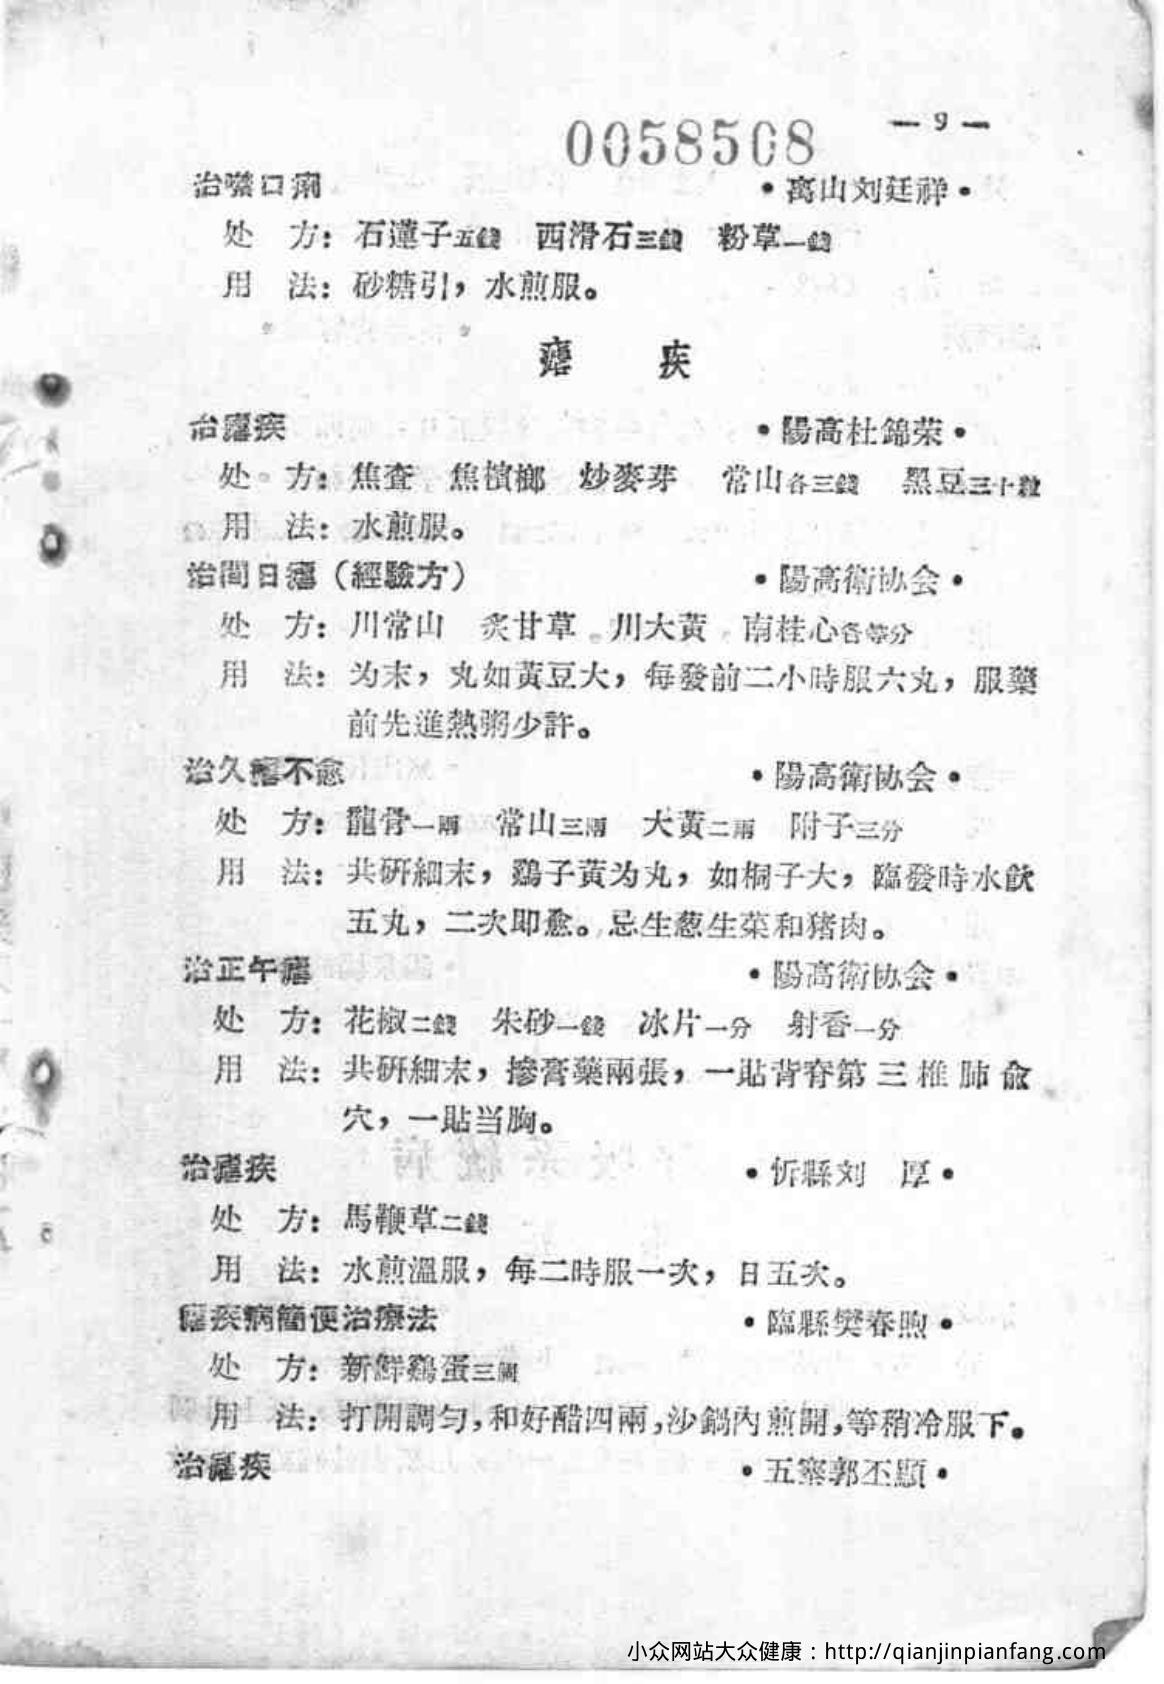 — 9 —
0058508
治噤口痢 •离山刘廷祥•
处 方：石蓮子五錢 西滑石三錢 粉草一錢
用 法：砂糖引，水煎服。
瘧 疾
治瘧疾 •陽高杜錦荣•
处 方：焦查 焦檳榔 炒麥芽 常山各三錢 黑豆三十粒
用 法：水煎服。
治間日瘧（經驗方） •陽高衛协会•
处 方：川常山 炙甘草 川大黃 南桂心各等分
用 法：为末，丸如黃豆大，每發前二小時服六丸，服藥
前先進熱粥少許。
治久瘧不愈 •陽高衛协会•
处 方：龍骨一兩 常山三兩 大黃二兩 附子三分
用 法：共研細末，鷄子黃为丸，如桐子大，臨發時水飲
五丸，二次即愈。忌生葱生菜和猪肉。
治正午瘧 •陽高衛协会•
处 方：花椒二錢 朱砂一錢 冰片一分 射香一分
用 法：共研細末，摻膏藥兩張，一貼背脊第三椎肺俞
穴，一貼当胸。
治瘧疾 •忻縣刘 厚•
处 方：馬鞭草二錢
用 法：水煎溫服，每二時服一次，日五次。
瘧疾病簡便治療法 •臨縣樊春煦•
处 方：新鮮鷄蛋三個
用 法：打開調匀，和好醋四兩，沙鍋內煎開，等稍冷服下。
治瘧疾 •五寨郭丕顯•
小众网站大众健康：http://qianjinpianfang.com